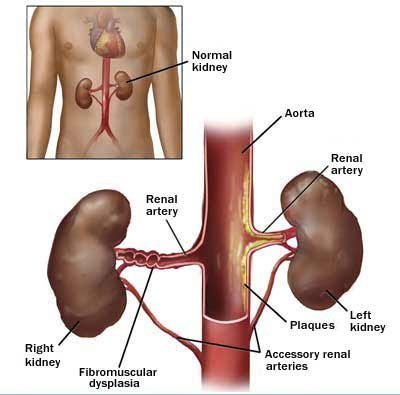 Normal
kidney
Aorta
Renal
artery
Renal
artery
Plaques
Left
kidney
Right
kidney
Accessory renal
arteries
Fibromuscular
dysplasia